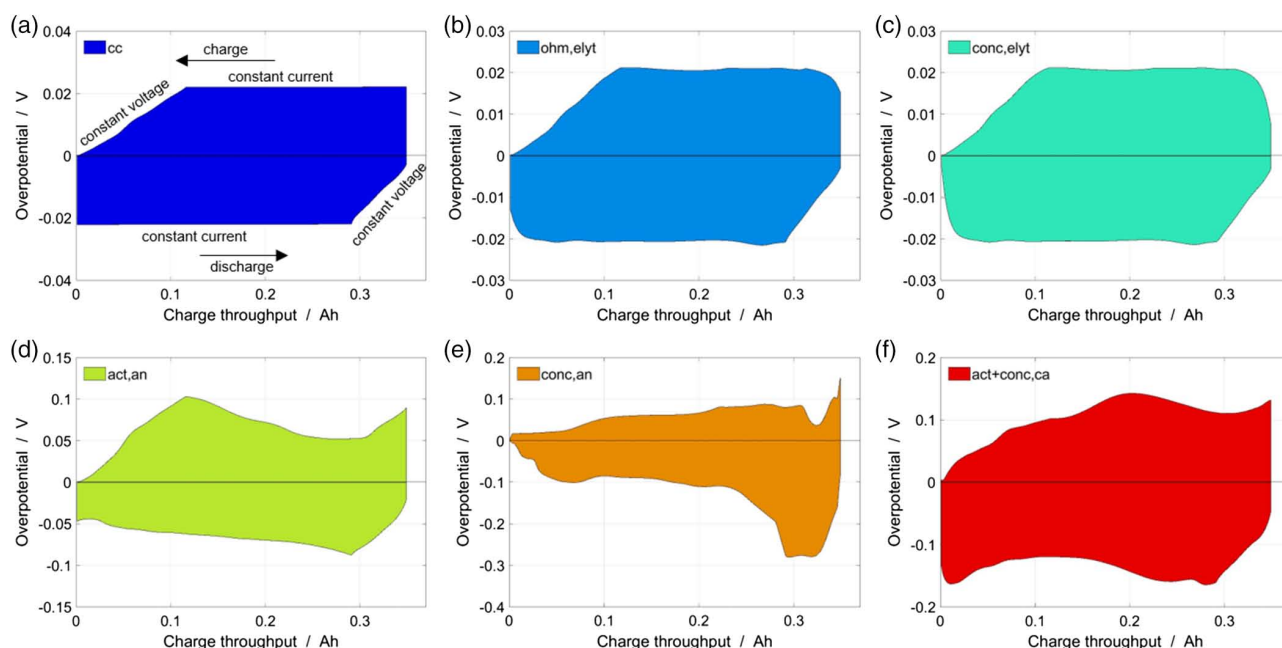 (a)
0.04
0.02
0
-0.02
-0.04
Overpotential / V
cc
charge
constant current
constant voltage
constant voltage
constant current
discharge
0
0.1
0.2
0.3
Charge throughput / Ah
(b)
0.03
0.02
0.01
0
-0.01
-0.02
-0.03
Overpotential / V
ohm,elyt
0
0.1
0.2
0.3
Charge throughput / Ah
(c)
0.03
0.02
0.01
0
-0.01
-0.02
-0.03
Overpotential / V
conc,elyt
0
0.1
0.2
0.3
Charge throughput / Ah
(d)
0.15
0.1
0.05
0
-0.05
-0.1
-0.15
Overpotential / V
act,an
0
0.1
0.2
0.3
Charge throughput / Ah
(e)
0.2
0.1
0
-0.1
-0.2
-0.3
-0.4
Overpotential / V
conc,an
0
0.1
0.2
0.3
Charge throughput / Ah
(f)
0.2
0.1
0
-0.1
-0.2
Overpotential / V
act+conc,ca
0
0.1
0.2
0.3
Charge throughput / Ah